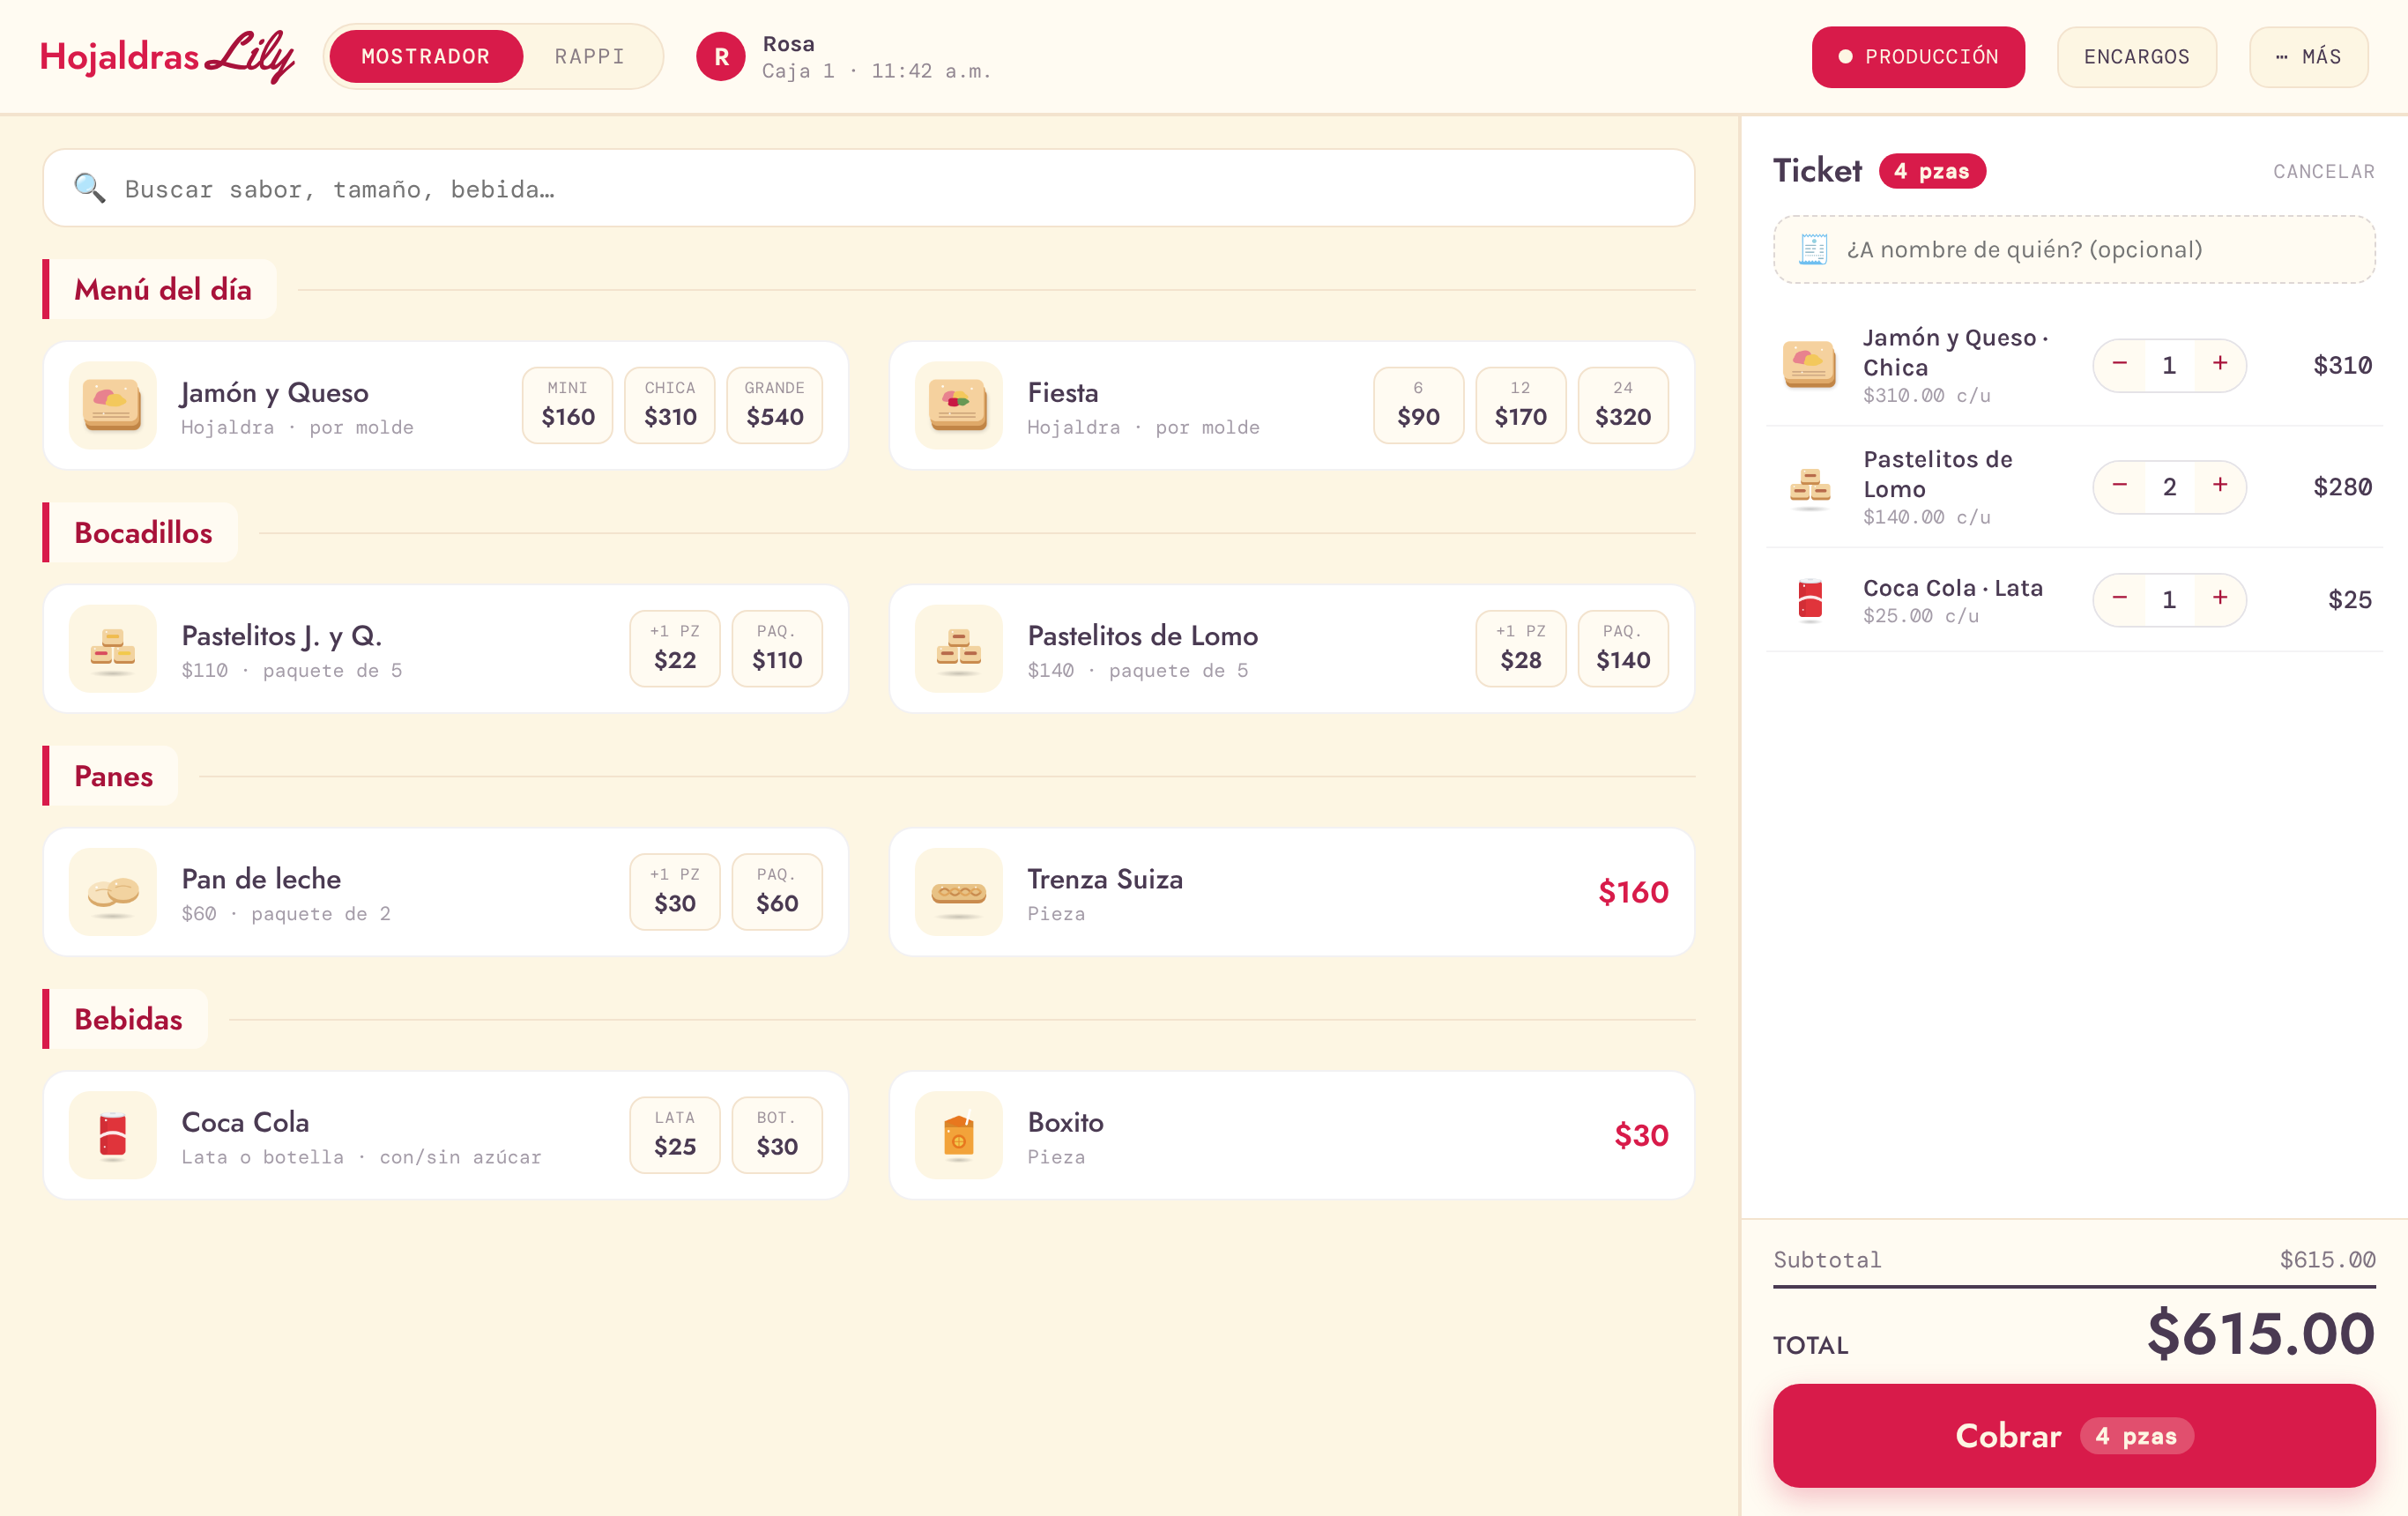 Hojaldras Lily
MOSTRADOR
RAPPI
R
Rosa
Caja 1 · 11:42 a.m.
PRODUCCIÓN
ENCARGOS
⋯ MÁS
Buscar sabor, tamaño, bebida…
Menú del día
Jamón y Queso
Hojaldra · por molde
MINI
$160
CHICA
$310
GRANDE
$540
Fiesta
Hojaldra · por molde
6
$90
12
$170
24
$320
Bocadillos
Pastelitos J. y Q.
$110 · paquete de 5
+1 PZ
$22
PAQ.
$110
Pastelitos de Lomo
$140 · paquete de 5
+1 PZ
$28
PAQ.
$140
Panes
Pan de leche
$60 · paquete de 2
+1 PZ
$30
PAQ.
$60
Trenza Suiza
Pieza
$160
Bebidas
Coca Cola
Lata o botella · con/sin azúcar
LATA
$25
BOT.
$30
Boxito
Pieza
$30
Ticket
4 pzas
CANCELAR
¿A nombre de quién? (opcional)
Jamón y Queso ·
Chica
$310.00 c/u
− 1 +
$310
Pastelitos de
Lomo
$140.00 c/u
− 2 +
$280
Coca Cola · Lata
$25.00 c/u
− 1 +
$25
Subtotal
$615.00
TOTAL
$615.00
Cobrar
4 pzas